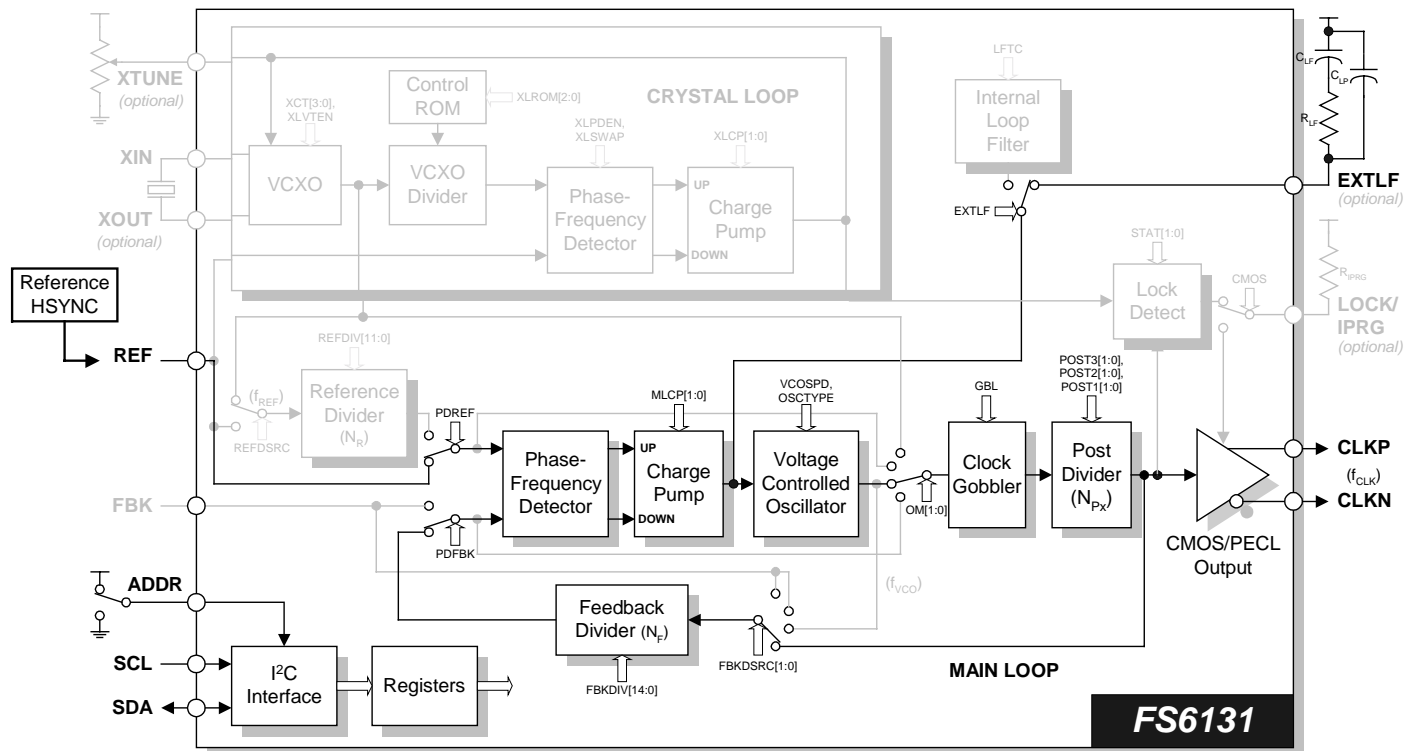 XTUNE
(optional)
XIN
XOUT
(optional)
Reference
HSYNC
REF
FBK
ADDR
SCL
SDA
XCT[3:0],
XLVTEN
VCXO
Control
ROM
XLROM[2:0]
VCXO
Divider
CRYSTAL LOOP
XLPDEN,
XLSWAP
Phase-
Frequency
Detector
XLCP[1:0]
UP
Charge
Pump
DOWN
LFTC
Internal
Loop
Filter
EXTLF
CLF
CLP
RLF
EXTLF
(optional)
STAT[1:0]
Lock
Detect
CMOS
RIPRG
LOCK/
IPRG
(optional)
REFDIV[11:0]
(fREF)
REFDSRC
Reference
Divider
(NR)
PDREF
PDFBK
Phase-
Frequency
Detector
MLCP[1:0]
UP
Charge
Pump
DOWN
VCOSPD,
OSCTYPE
Voltage
Controlled
Oscillator
OM[1:0]
GBL
Clock
Gobbler
POST3[1:0],
POST2[1:0],
POST1[1:0]
Post
Divider
(NPx)
CLKP
(fCLK)
CLKN
CMOS/PECL
Output
(fVCO)
Feedback
Divider (NF)
FBKDIV[14:0]
FBKDSRC[1:0]
MAIN LOOP
I²C
Interface
Registers
FS6131